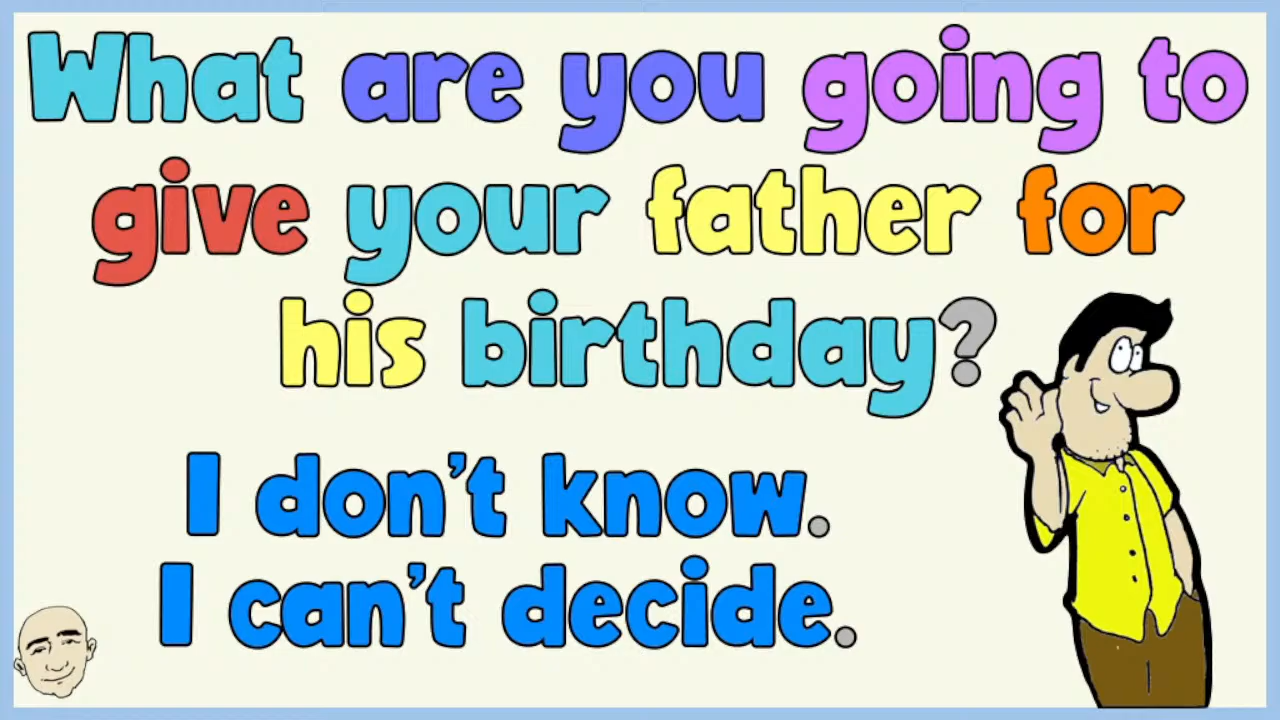 What are you going to
give your father for
his birthday?
I don't know.
I can't decide.